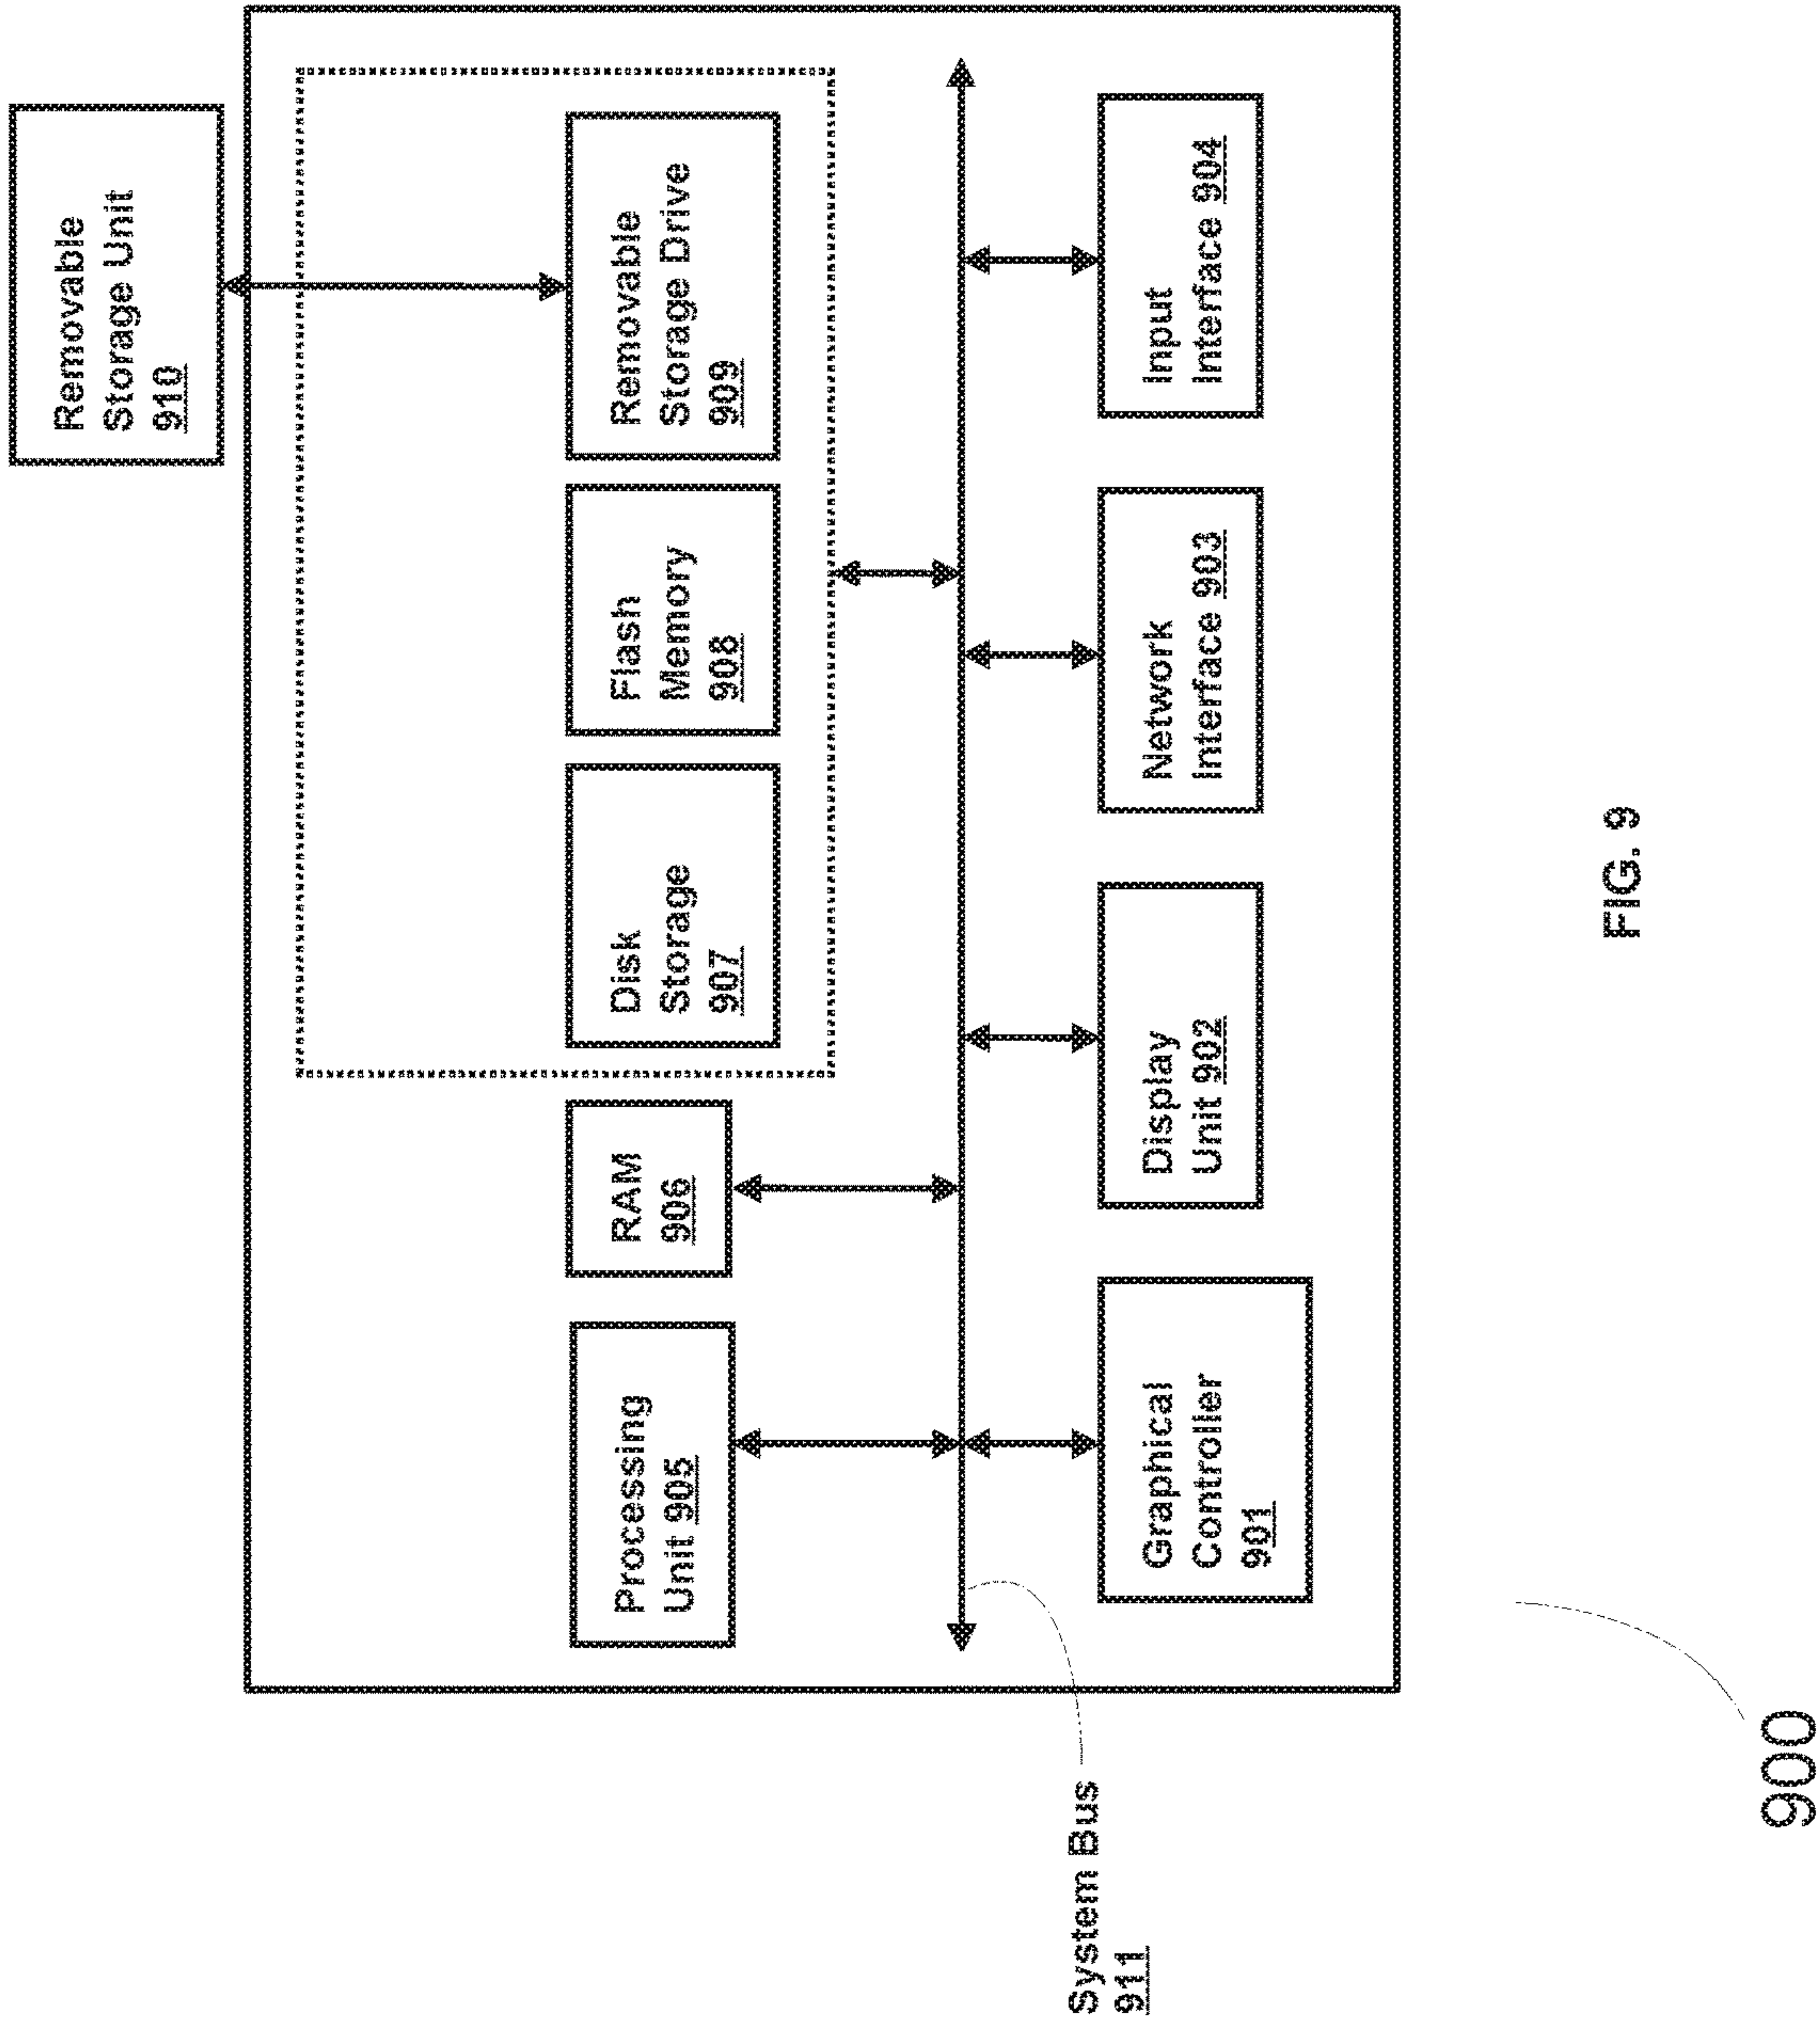 Removable
Storage Unit
910
Processing
Unit 905
RAM
906
Disk
Storage
907
Flash
Memory
908
Removable
Storage Drive
909
System Bus
911
Graphical
Controller
901
Display
Unit 902
Network
Interface 903
Input
Interface 904
900
FIG. 9